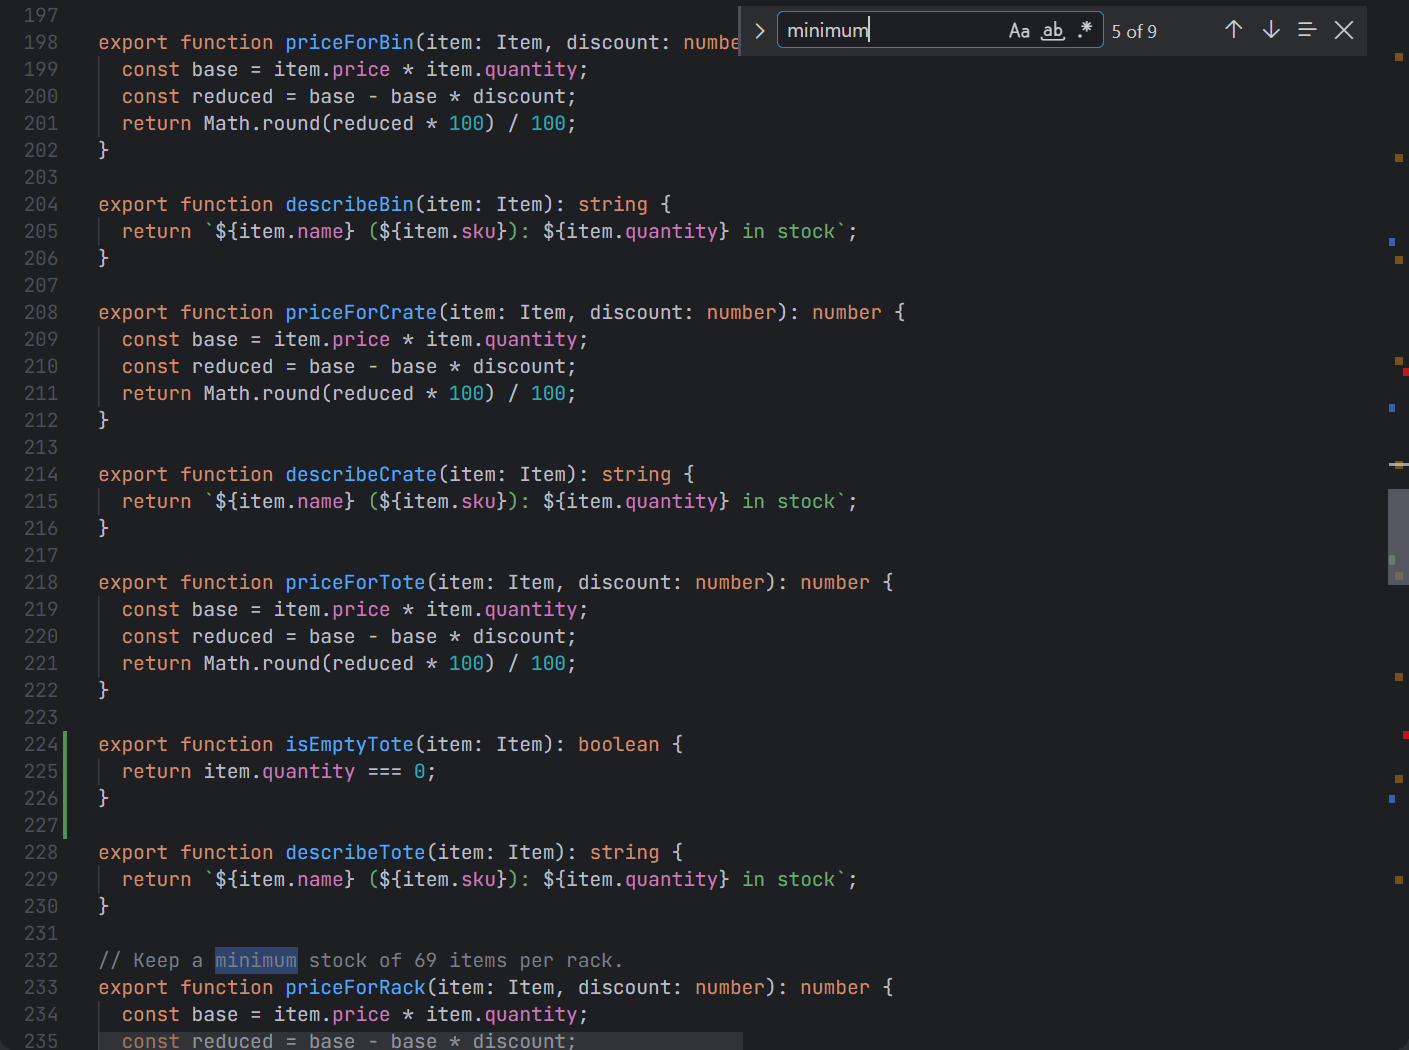 minimum Aa ab .* 5 of 9
197
198 export function priceForBin(item: Item, discount: numbe
199   const base = item.price * item.quantity;
200   const reduced = base - base * discount;
201   return Math.round(reduced * 100) / 100;
202 }
203
204 export function describeBin(item: Item): string {
205   return `${item.name} (${item.sku}): ${item.quantity} in stock`;
206 }
207
208 export function priceForCrate(item: Item, discount: number): number {
209   const base = item.price * item.quantity;
210   const reduced = base - base * discount;
211   return Math.round(reduced * 100) / 100;
212 }
213
214 export function describeCrate(item: Item): string {
215   return `${item.name} (${item.sku}): ${item.quantity} in stock`;
216 }
217
218 export function priceForTote(item: Item, discount: number): number {
219   const base = item.price * item.quantity;
220   const reduced = base - base * discount;
221   return Math.round(reduced * 100) / 100;
222 }
223
224 export function isEmptyTote(item: Item): boolean {
225   return item.quantity === 0;
226 }
227
228 export function describeTote(item: Item): string {
229   return `${item.name} (${item.sku}): ${item.quantity} in stock`;
230 }
231
232 // Keep a minimum stock of 69 items per rack.
233 export function priceForRack(item: Item, discount: number): number {
234   const base = item.price * item.quantity;
235   const reduced = base - base * discount;